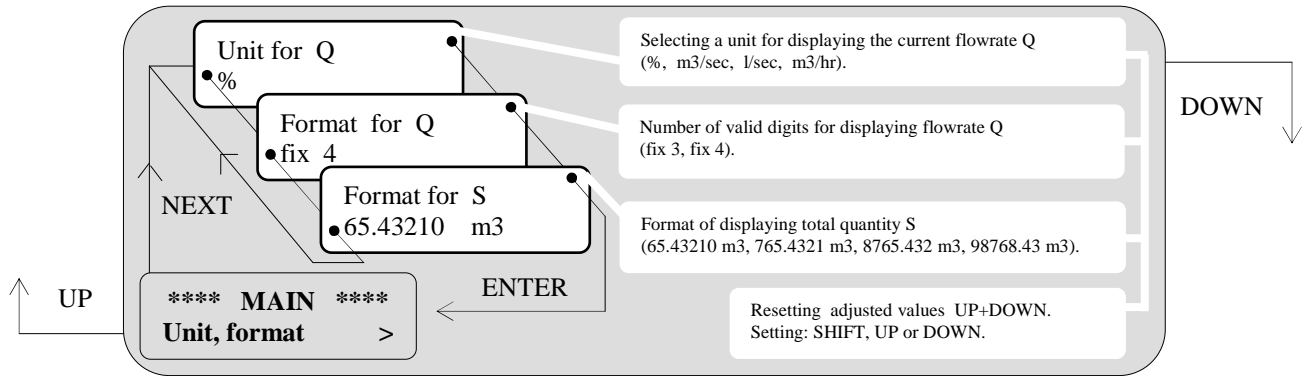 Unit for Q
%
Format for Q
fix 4
Format for S
65.43210 m3
NEXT
UP
**** MAIN ****
Unit, format >
ENTER
Selecting a unit for displaying the current flowrate Q
(%, m3/sec, l/sec, m3/hr).
Number of valid digits for displaying flowrate Q
(fix 3, fix 4).
Format of displaying total quantity S
(65.43210 m3, 765.4321 m3, 8765.432 m3, 98768.43 m3).
Resetting adjusted values UP+DOWN.
Setting: SHIFT, UP or DOWN.
DOWN